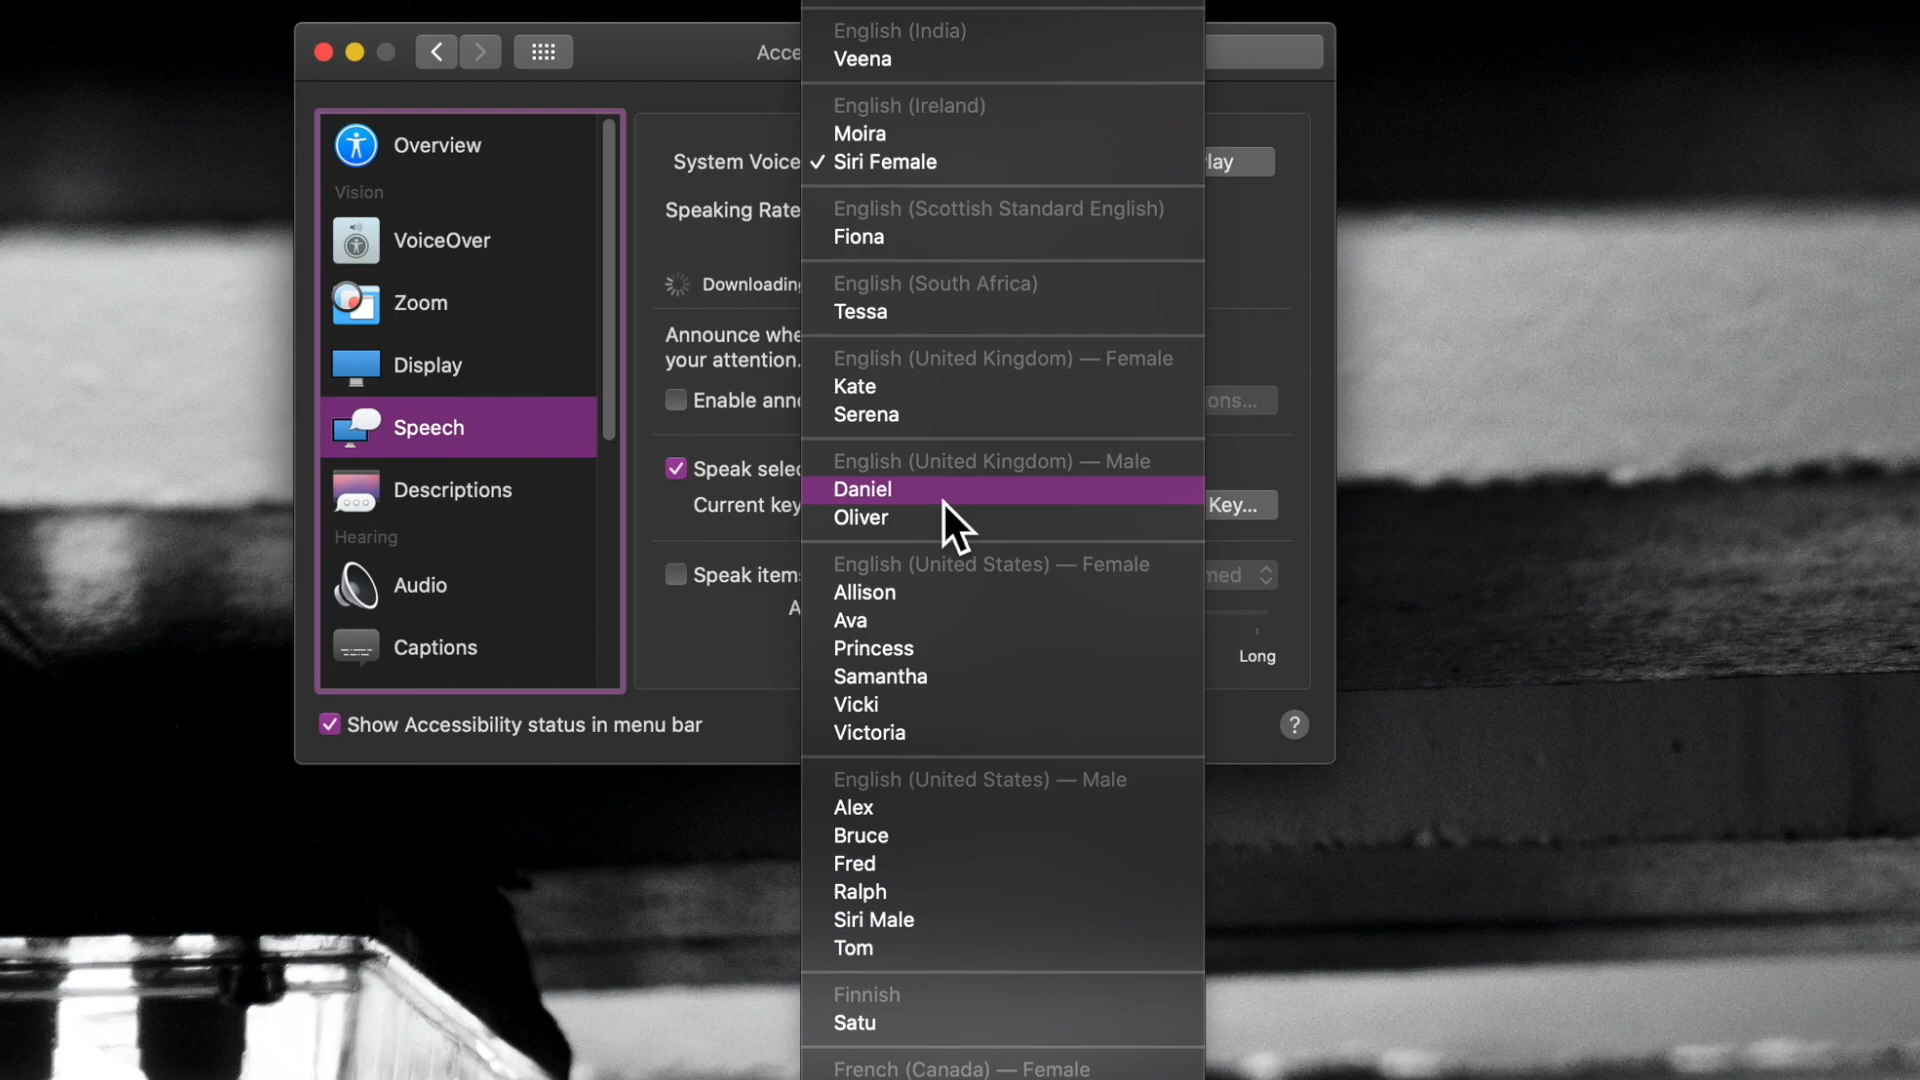 Acce
Overview
Vision
VoiceOver
Zoom
Display
Speech
Descriptions
Hearing
Audio
Captions
Show Accessibility status in menu bar
System Voice
Speaking Rate
Downloading
Announce whe
your attention.
Enable anno
Speak selec
Current key
Speak items
A
English (India)
Veena
English (Ireland)
Moira
✓ Siri Female
English (Scottish Standard English)
Fiona
English (South Africa)
Tessa
English (United Kingdom) — Female
Kate
Serena
English (United Kingdom) — Male
Daniel
Oliver
English (United States) — Female
Allison
Ava
Princess
Samantha
Vicki
Victoria
English (United States) — Male
Alex
Bruce
Fred
Ralph
Siri Male
Tom
Finnish
Satu
French (Canada) — Female
lay
ons...
Key...
med
Long
?